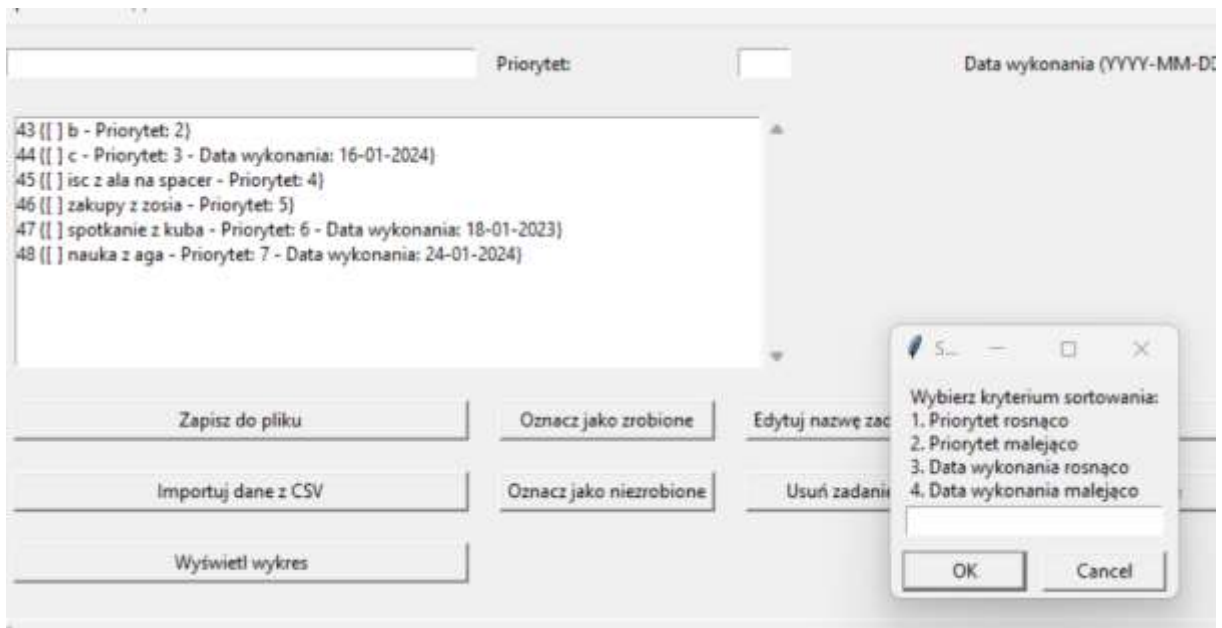 Priorytet:
Data wykonania (YYYY-MM-DD
43 {[ ] b - Priorytet: 2}
44 {[ ] c - Priorytet: 3 - Data wykonania: 16-01-2024}
45 {[ ] isc z ala na spacer - Priorytet: 4}
46 {[ ] zakupy z zosia - Priorytet: 5}
47 {[ ] spotkanie z kuba - Priorytet: 6 - Data wykonania: 18-01-2023}
48 {[ ] nauka z aga - Priorytet: 7 - Data wykonania: 24-01-2024}
S...
Wybierz kryterium sortowania:
1. Priorytet rosnąco
2. Priorytet malejąco
3. Data wykonania rosnąco
4. Data wykonania malejąco
OK
Cancel
Zapisz do pliku
Oznacz jako zrobione
Edytuj nazwę zad
Importuj dane z CSV
Oznacz jako niezrobione
Usuń zadanie
Wyświetl wykres